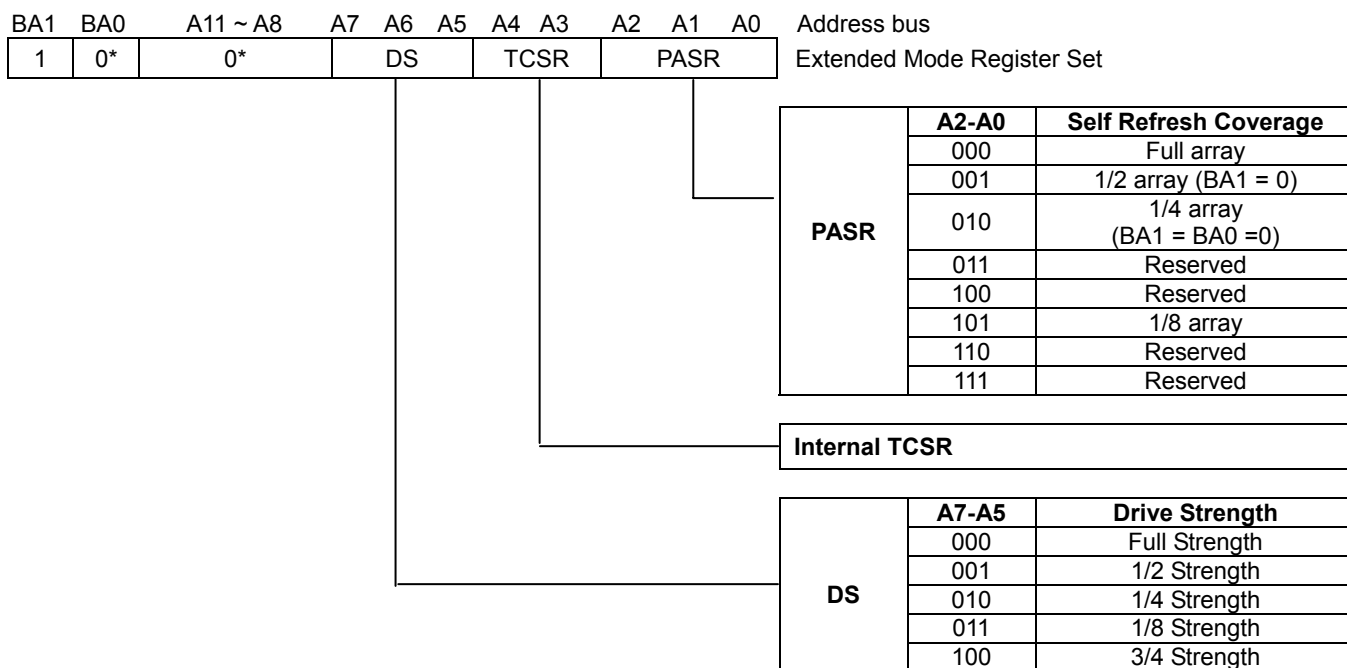 BA1 BA0 A11 ~ A8 A7 A6 A5 A4 A3 A2 A1 A0 Address bus
1 0* 0* DS TCSR PASR Extended Mode Register Set
PASR
A2-A0 Self Refresh Coverage
000 Full array
001 1/2 array (BA1 = 0)
010 1/4 array
(BA1 = BA0 =0)
011 Reserved
100 Reserved
101 1/8 array
110 Reserved
111 Reserved
Internal TCSR
DS
A7-A5 Drive Strength
000 Full Strength
001 1/2 Strength
010 1/4 Strength
011 1/8 Strength
100 3/4 Strength